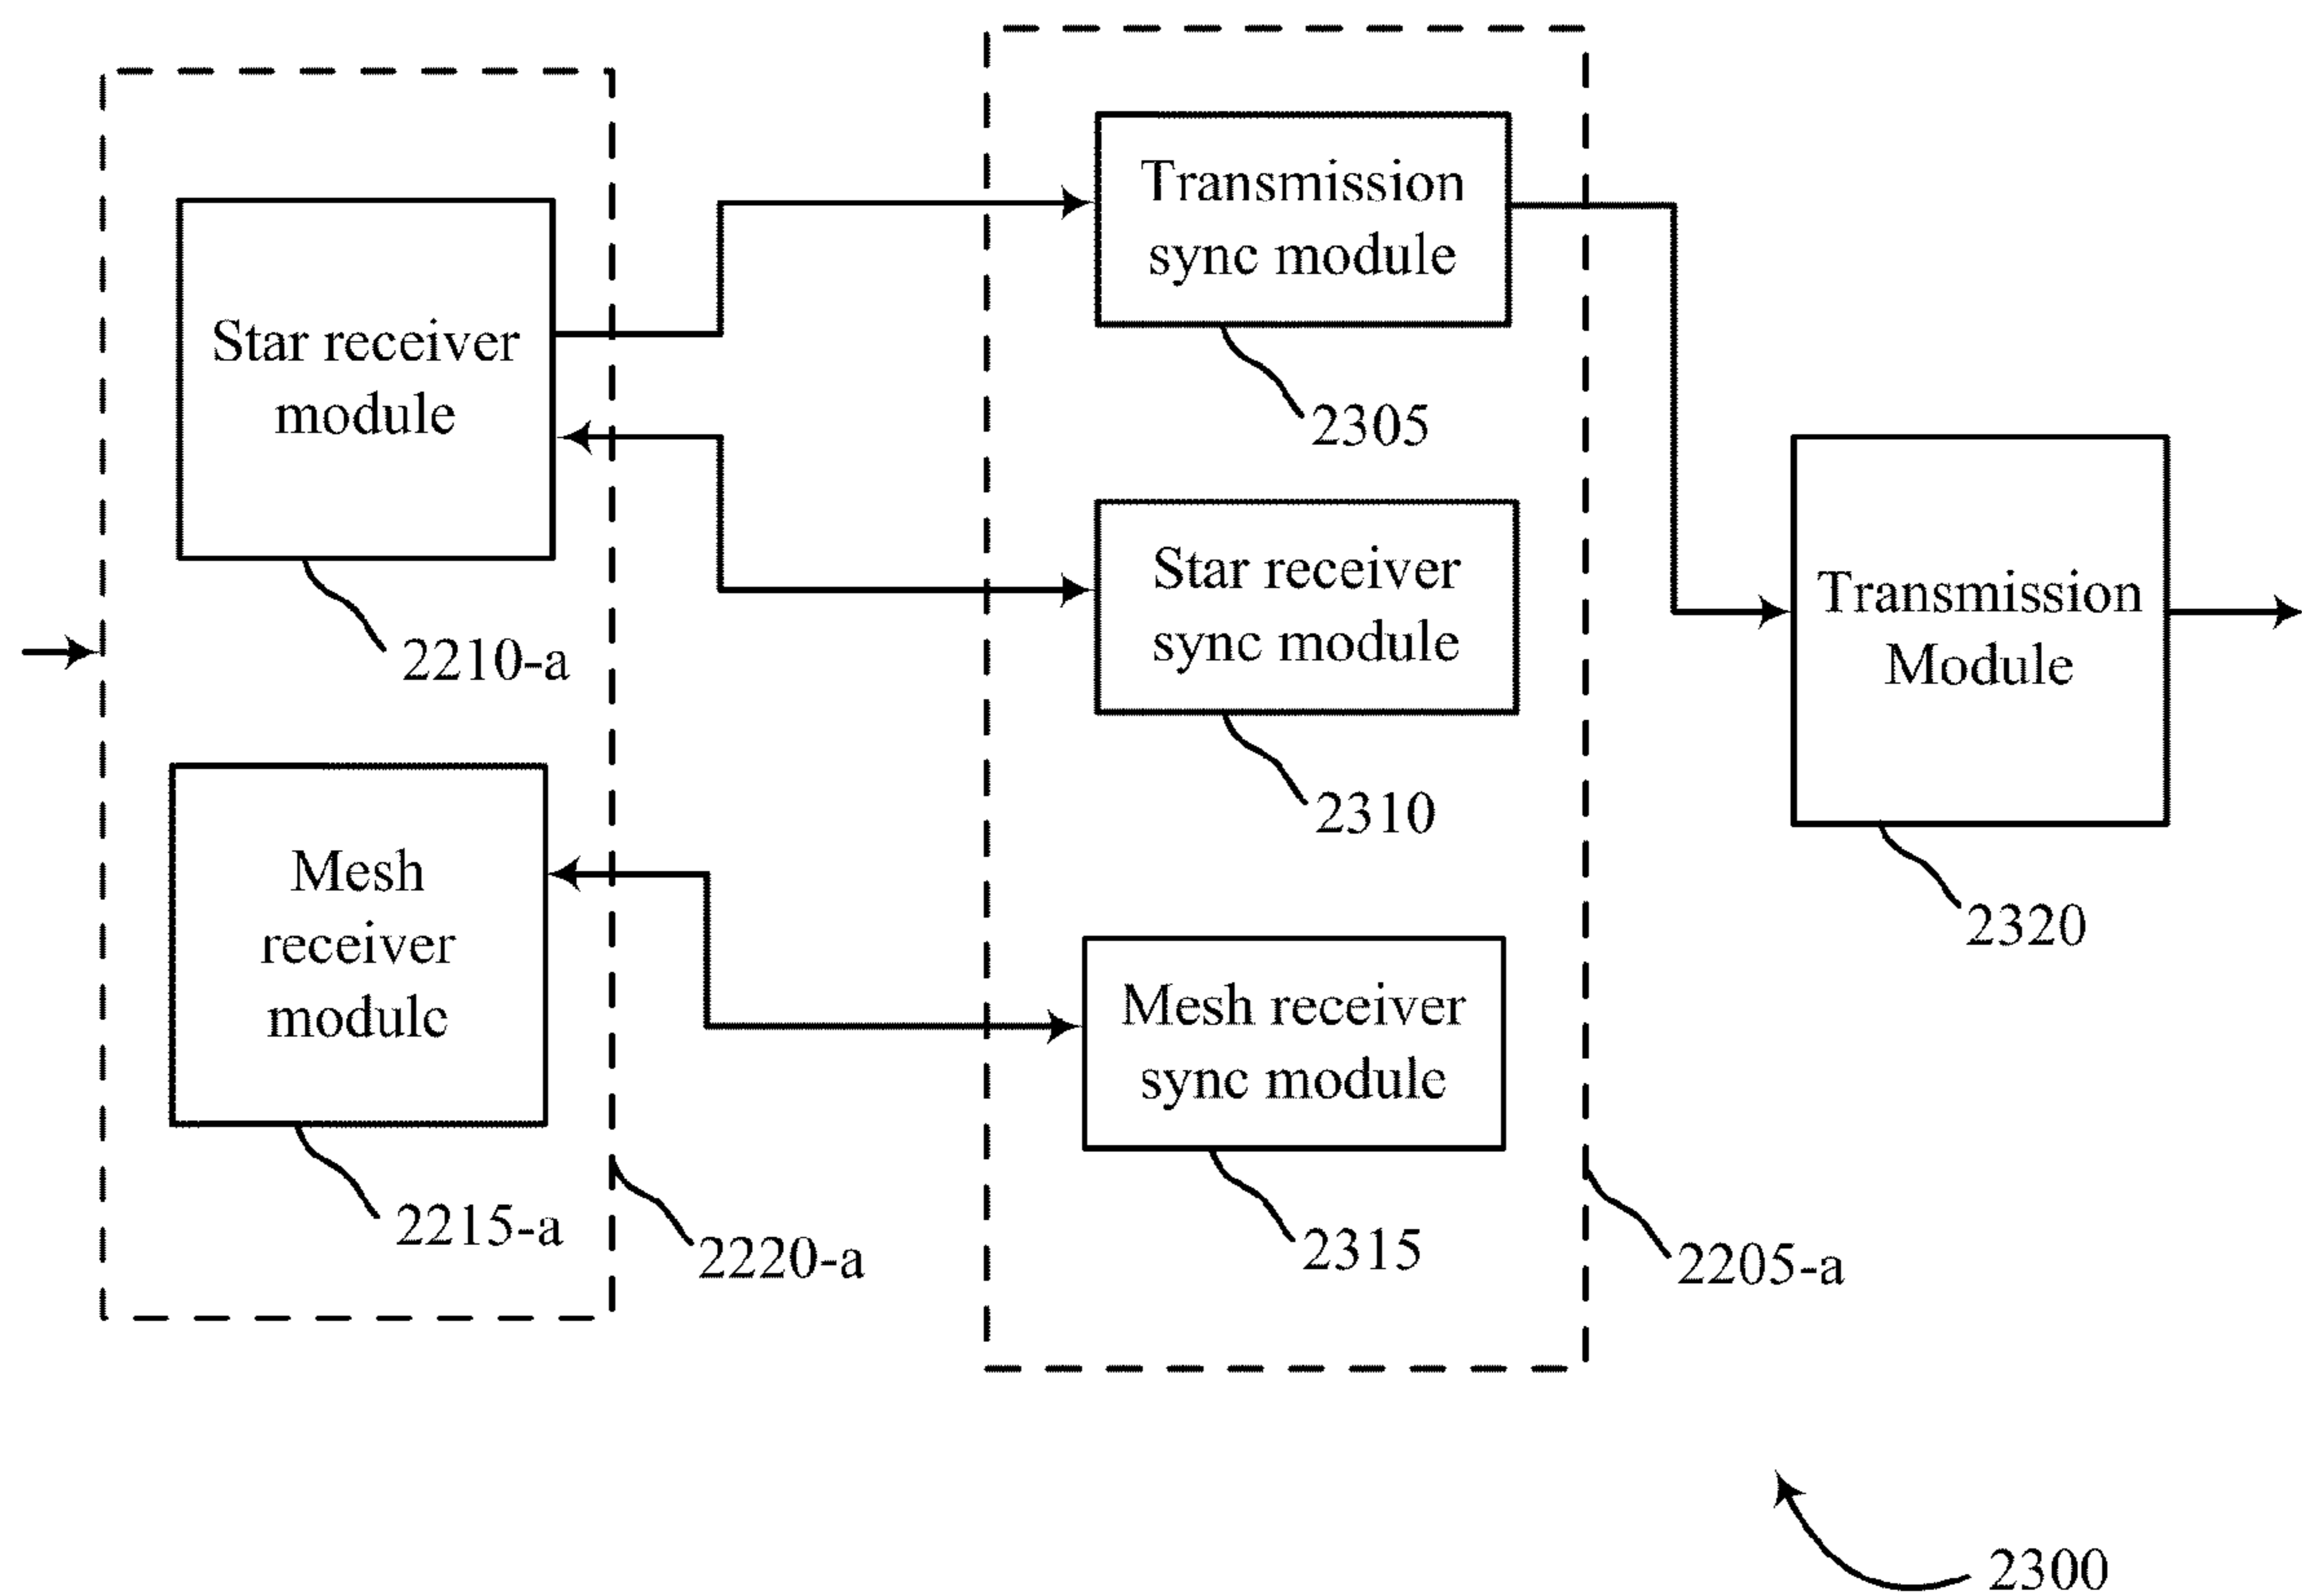 Transmission
sync module
2305
Star receiver
module
2210-a
Star receiver
sync module
2310
Transmission
Module
2320
Mesh
receiver
module
2215-a
2220-a
Mesh receiver
sync module
2315
2205-a
2300